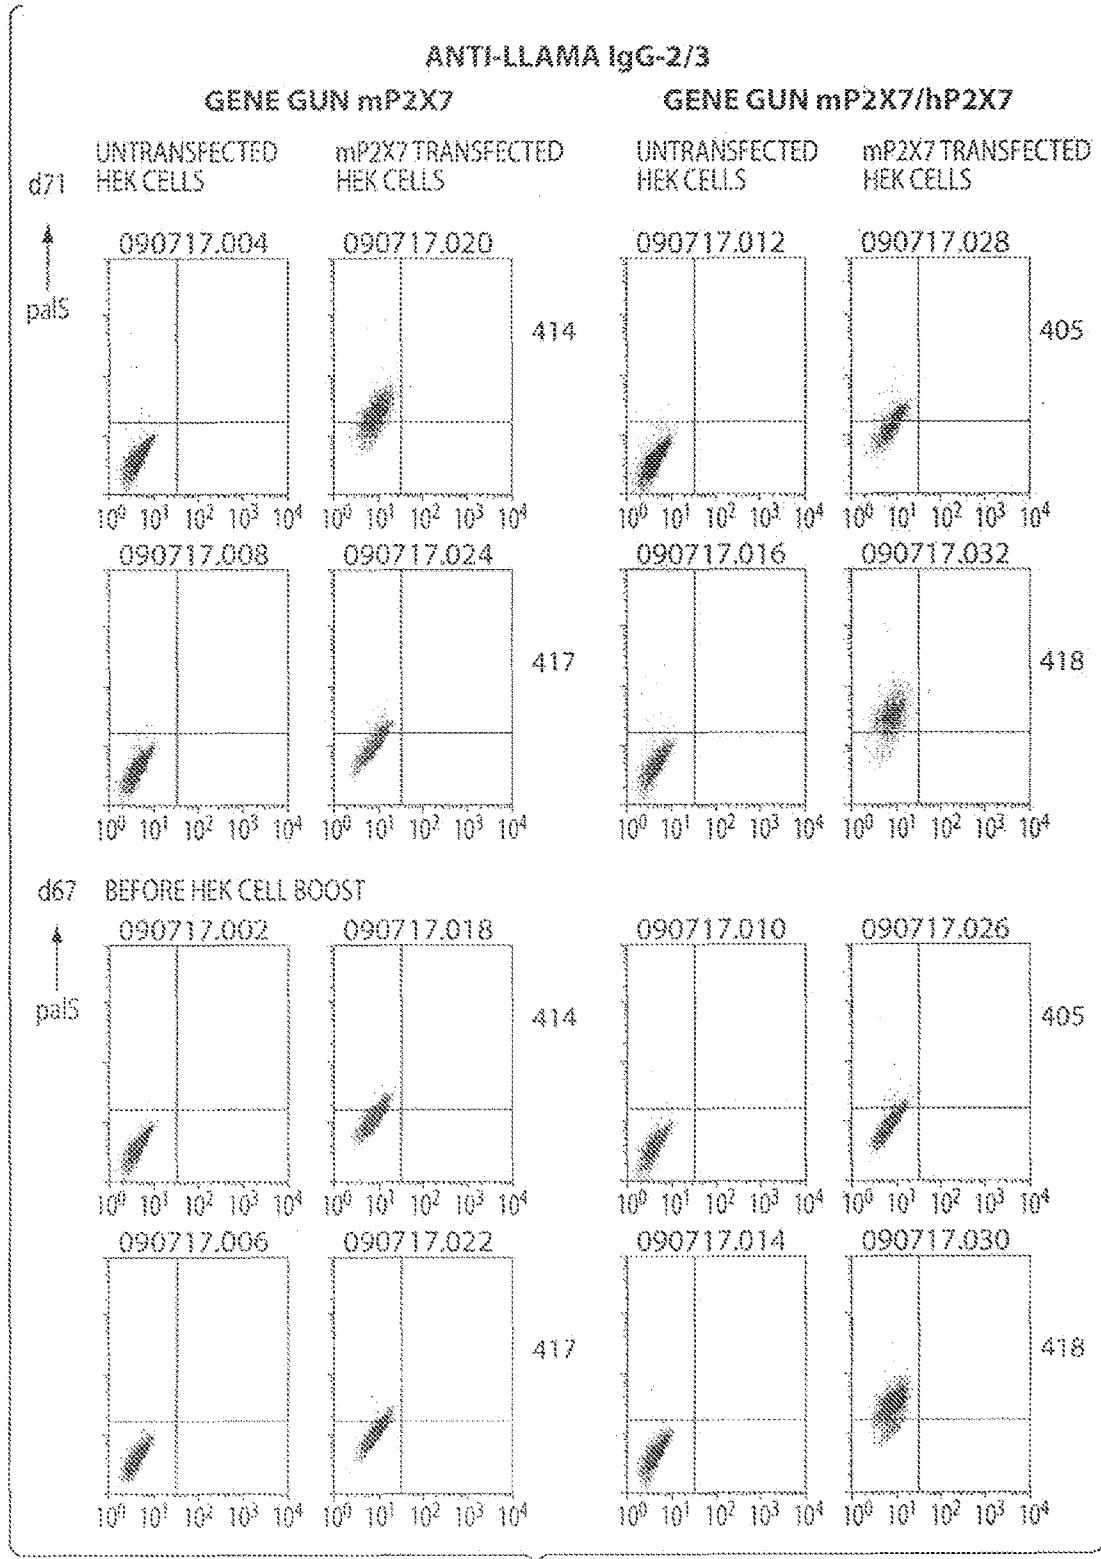 ANTI-LLAMA IgG-2/3
GENE GUN mP2X7 GENE GUN mP2X7/hP2X7
UNTRANSFECTED mP2X7 TRANSFECTED UNTRANSFECTED mP2X7 TRANSFECTED
d71 HEK CELLS HEK CELLS HEK CELLS HEK CELLS
090717.004 090717.020 090717.012 090717.028
palS 414 405
10⁰ 10³ 10² 10³ 10⁴ 10⁰ 10¹ 10² 10³ 10⁴ 10⁰ 10¹ 10² 10³ 10⁴ 10⁰ 10¹ 10² 10³ 10⁴
090717.008 090717.024 090717.016 090717.032
417 418
10⁰ 10¹ 10² 10³ 10⁴ 10⁰ 10¹ 10² 10³ 10⁴ 10⁰ 10¹ 10² 10³ 10⁴ 10⁰ 10¹ 10² 10³ 10⁴
d67 BEFORE HEK CELL BOOST
090717.002 090717.018 090717.010 090717.026
palS 414 405
10⁰ 10¹ 10² 10³ 10⁴ 10⁰ 10¹ 10² 10³ 10⁴ 10⁰ 10¹ 10² 10³ 10⁴ 10⁰ 10¹ 10² 10³ 10⁴
090717.006 090717.022 090717.014 090717.030
417 418
10⁰ 10¹ 10² 10³ 10⁴ 10⁰ 10¹ 10² 10³ 10⁴ 10⁰ 10¹ 10² 10³ 10⁴ 10⁰ 10¹ 10² 10³ 10⁴